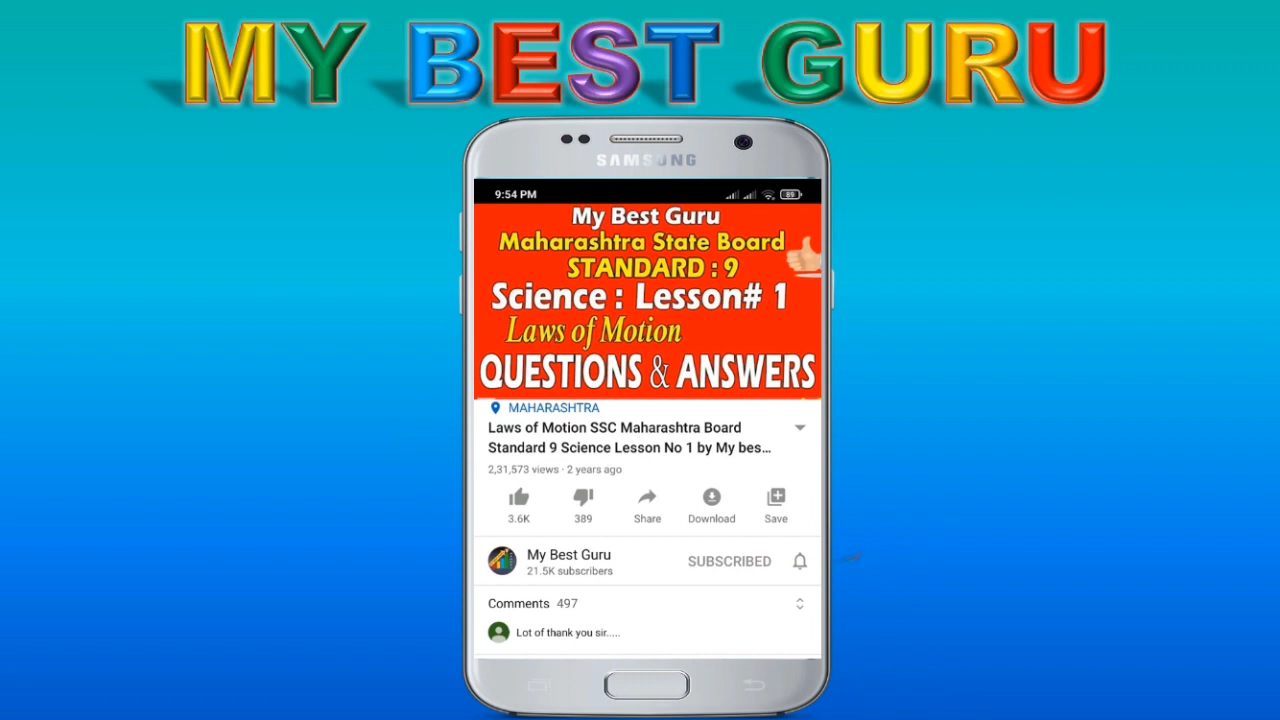 MY BEST GURU
SAMSUNG
9:54 PM
89
My Best Guru
Maharashtra State Board
STANDARD : 9
Science : Lesson# 1
Laws of Motion
QUESTIONS & ANSWERS
MAHARASHTRA
Laws of Motion SSC Maharashtra Board
Standard 9 Science Lesson No 1 by My bes...
2,31,573 views · 2 years ago
3.6K 389 Share Download Save
My Best Guru
SUBSCRIBED
21.5K subscribers
Comments 497
Lot of thank you sir.....